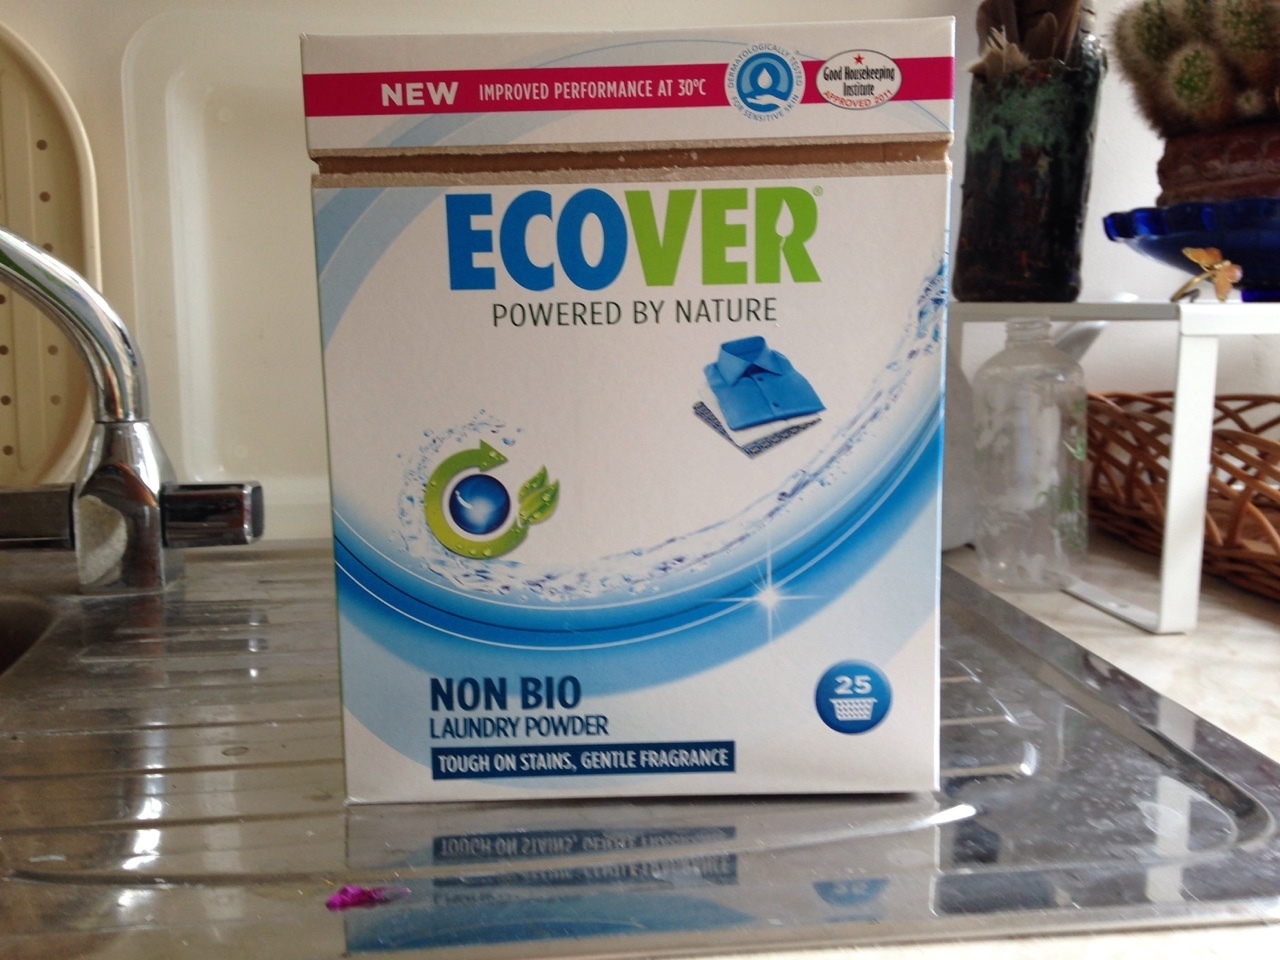 NEW IMPROVED PERFORMANCE AT 30ºC
DERMATOLOGICALLY TESTED
FOR SENSITIVE SKIN
Good Housekeeping
Institute
APPROVED 2011
ECOVER®
POWERED BY NATURE
NON BIO
25
LAUNDRY POWDER
TOUGH ON STAINS, GENTLE FRAGRANCE